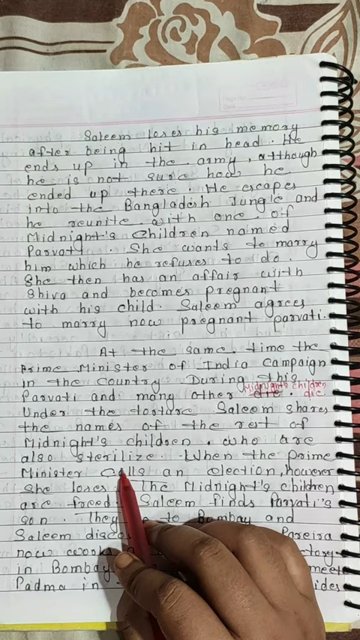 Saleem loses his memory
after being hit in head. He
ends up in the army, although
he is not sure how he
ended up there. He escapes
into the Bangladesh Jungle and
he reunite with one of
Midnight's Children named
Parvati. She wants to marry
him which he refuses to do.
She then has an affair with
Shiva and becomes pregnant
with his child. Saleem agrees
to marry now pregnant Parvati.
At the same time the
Prime Minister of India Campaign
in the country. During this
Midnight's children
Parvati and many other die. die
Under the torture Saleem shares
the names of the rest of
Midnight's children. who are
also sterilize. When the Prime
Minister Calls an election, however
she loses. The Midnight's children
are freed. Saleem finds Parvati's
son. They to Bombay and
Saleem Pareira
now works
in Bombay meet
Padma in